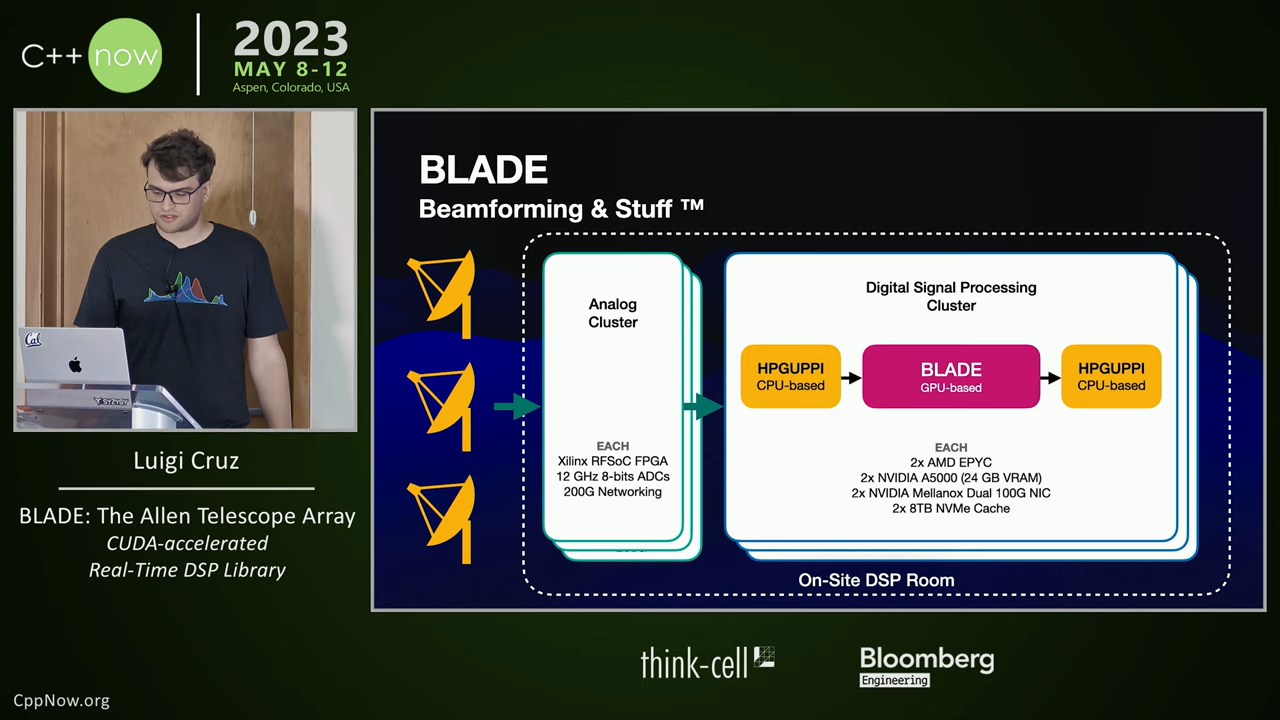 C++ now
2023
MAY 8-12
Aspen, Colorado, USA
Cal
SYZYGY
Luigi Cruz
BLADE: The Allen Telescope Array
CUDA-accelerated
Real-Time DSP Library
BLADE
Beamforming & Stuff ™
Analog
Cluster
EACH
Xilinx RFSoC FPGA
12 GHz 8-bits ADCs
200G Networking
Digital Signal Processing
Cluster
HPGUPPI
CPU-based
BLADE
GPU-based
HPGUPPI
CPU-based
EACH
2x AMD EPYC
2x NVIDIA A5000 (24 GB VRAM)
2x NVIDIA Mellanox Dual 100G NIC
2x 8TB NVMe Cache
On-Site DSP Room
think-cell
Bloomberg
Engineering
CppNow.org